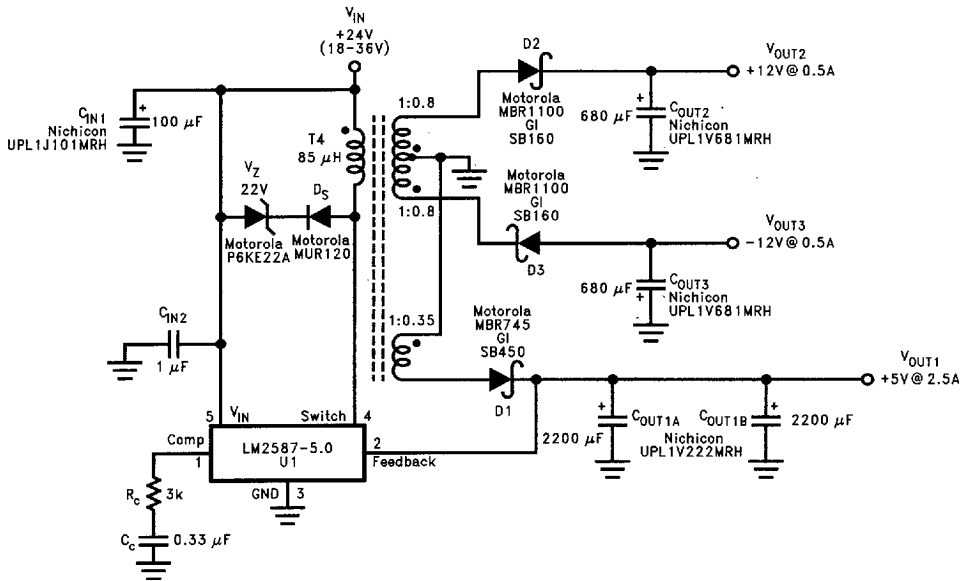 V_IN
+24V
(18-36V)
C_IN1
Nichicon
UPL1J101MRH
+
100 µF
T4
85 µH
1:0.8
1:0.8
1:0.35
V_Z
22V
Motorola
P6KE22A
D_S
Motorola
MUR120
C_IN2
1 µF
D2
Motorola
MBR1100
GI
SB160
680 µF
+
C_OUT2
Nichicon
UPL1V681MRH
V_OUT2
+12V@ 0.5A
Motorola
MBR1100
GI
SB160
D3
680 µF
+
C_OUT3
Nichicon
UPL1V681MRH
V_OUT3
-12V@ 0.5A
Motorola
MBR745
GI
SB450
D1
V_OUT1
+5V@ 2.5A
2200 µF
+
C_OUT1A
C_OUT1B
Nichicon
UPL1V222MRH
+
2200 µF
5
V_IN
Switch
4
Comp
1
LM2587-5.0
U1
2
Feedback
GND
3
R_c
3k
C_c
0.33 µF